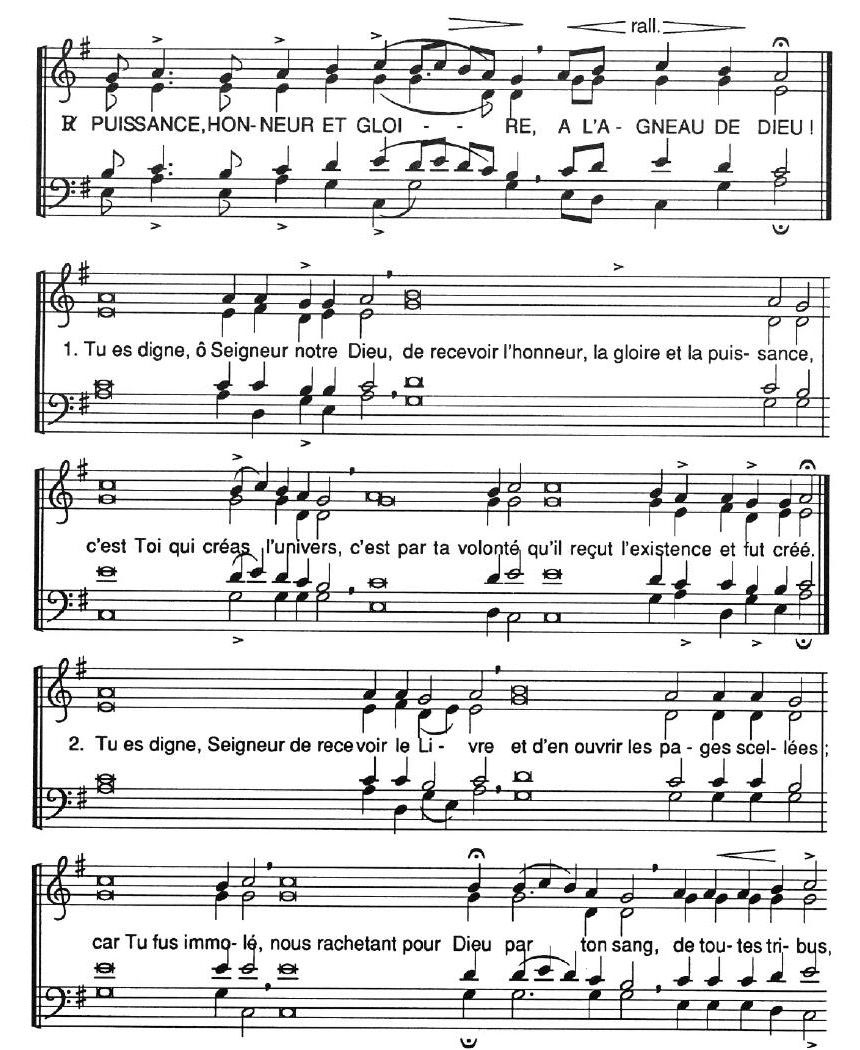 rall.
℟ PUISSANCE, HON- NEUR ET GLOI - - RE, A L'A - GNEAU DE DIEU !
1. Tu es digne, ô Seigneur notre Dieu, de recevoir l'honneur, la gloire et la puis- sance,
c'est Toi qui créas l'univers, c'est par ta volonté qu'il reçut l'existence et fut créé.
2. Tu es digne, Seigneur de recevoir le Li - vre et d'en ouvrir les pa - ges scel- lées ;
car Tu fus immo- lé, nous rachetant pour Dieu par ton sang, de tou- tes tri- bus,